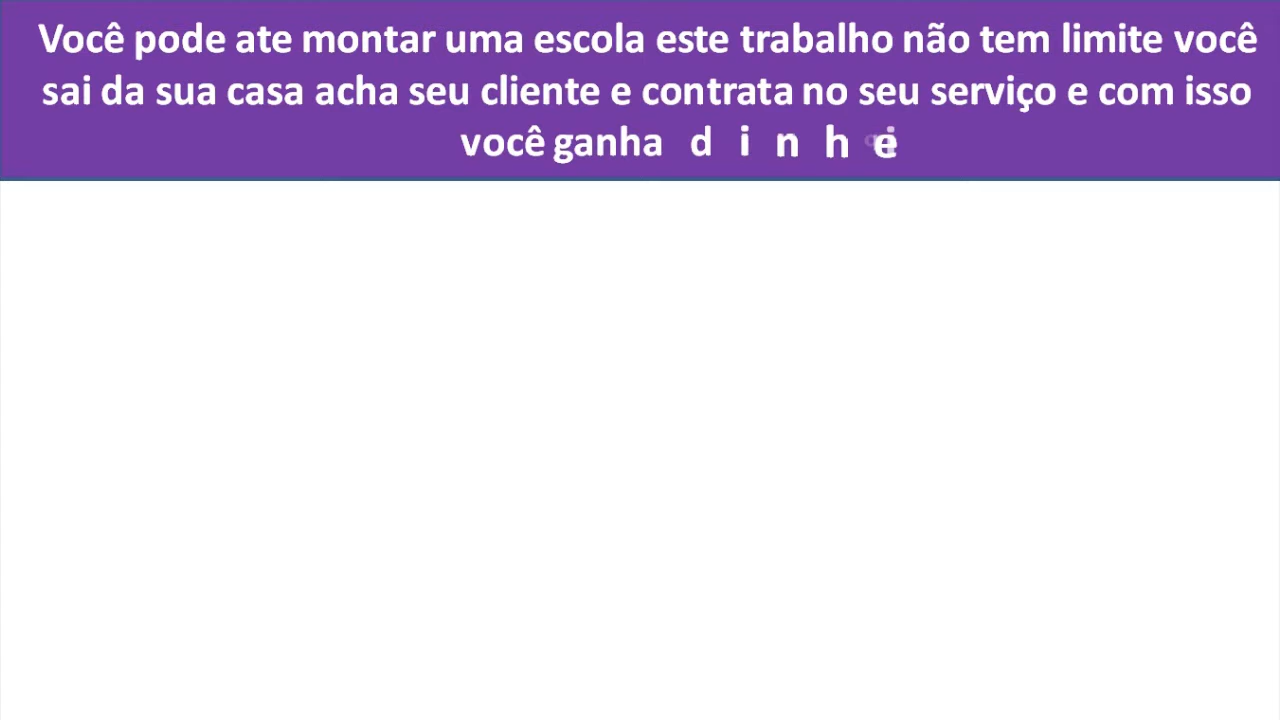 Você pode ate montar uma escola este trabalho não tem limite você
sai da sua casa acha seu cliente e contrata no seu serviço e com isso
você ganha